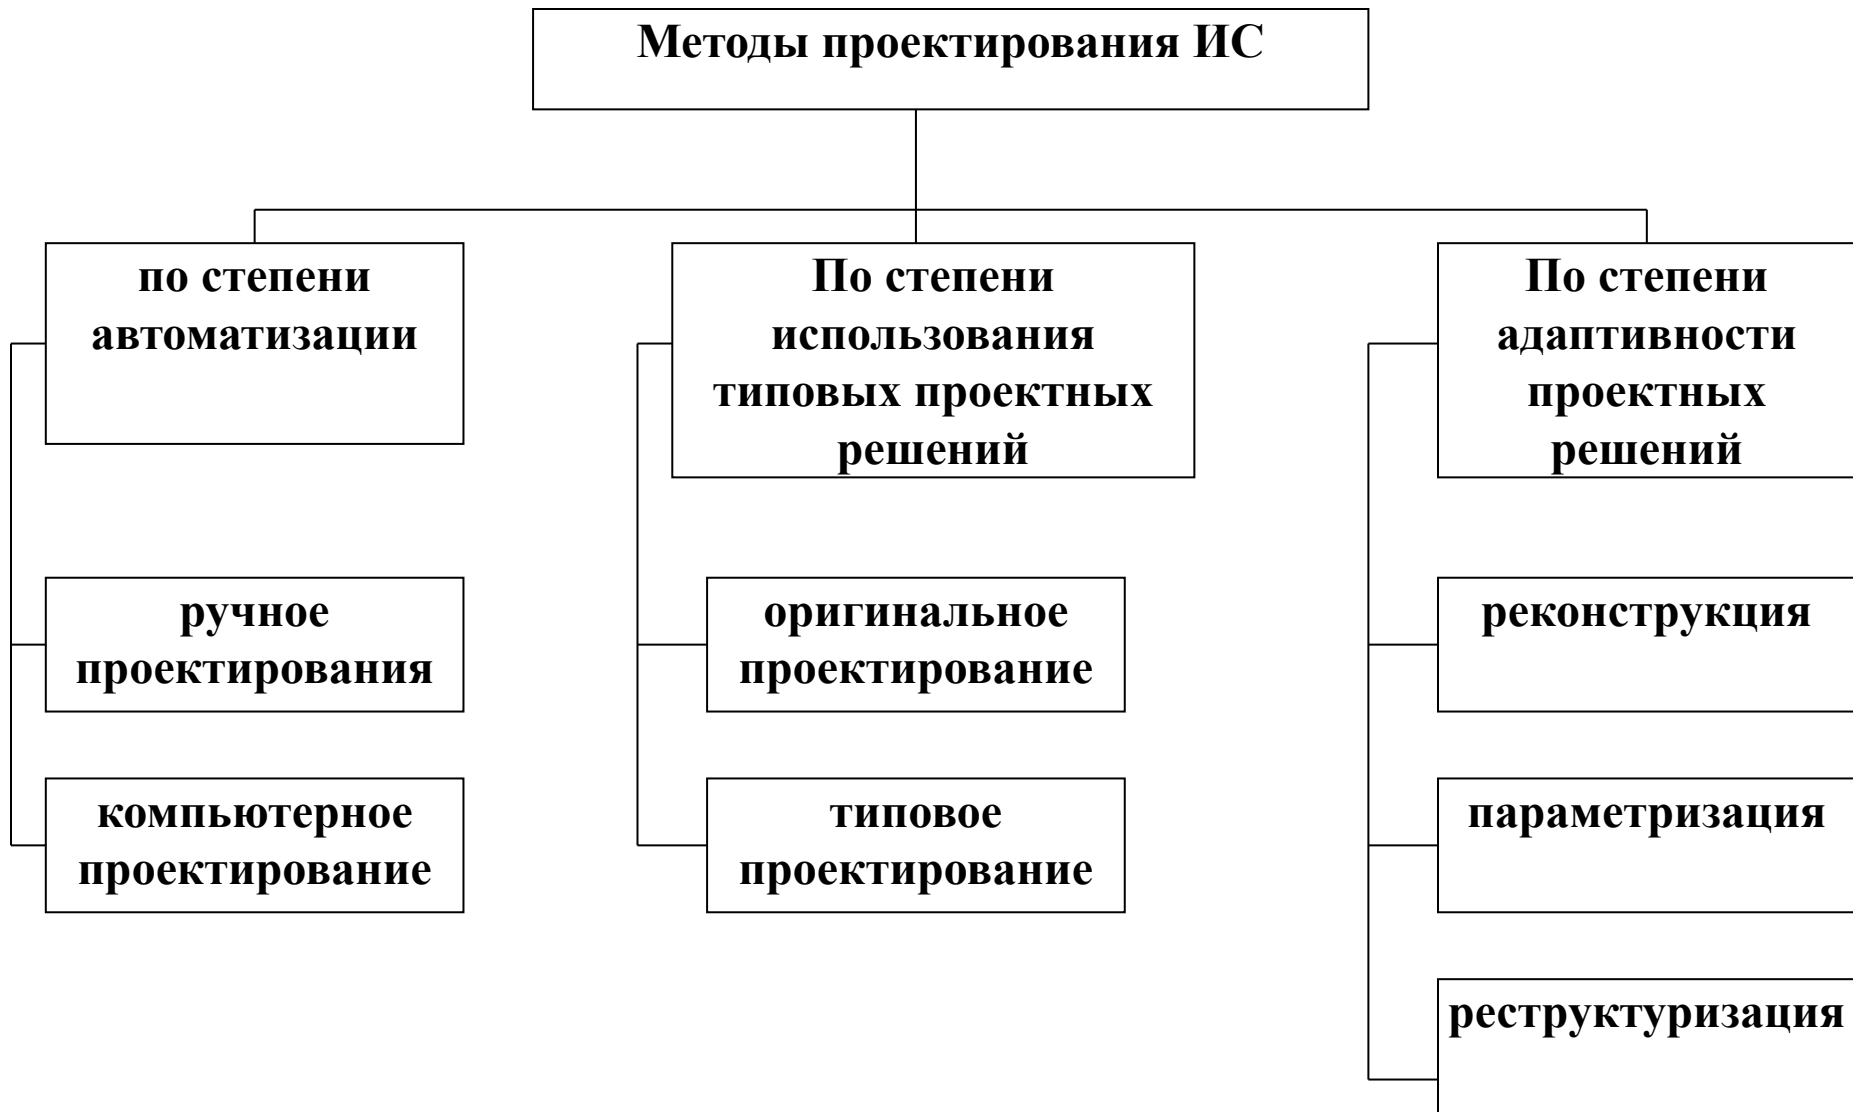 Методы проектирования ИС
по степени
автоматизации
По степени
использования
типовых проектных
решений
По степени
адаптивности
проектных
решений
ручное
проектирования
оригинальное
проектирование
реконструкция
компьютерное
проектирование
типовое
проектирование
параметризация
реструктуризация